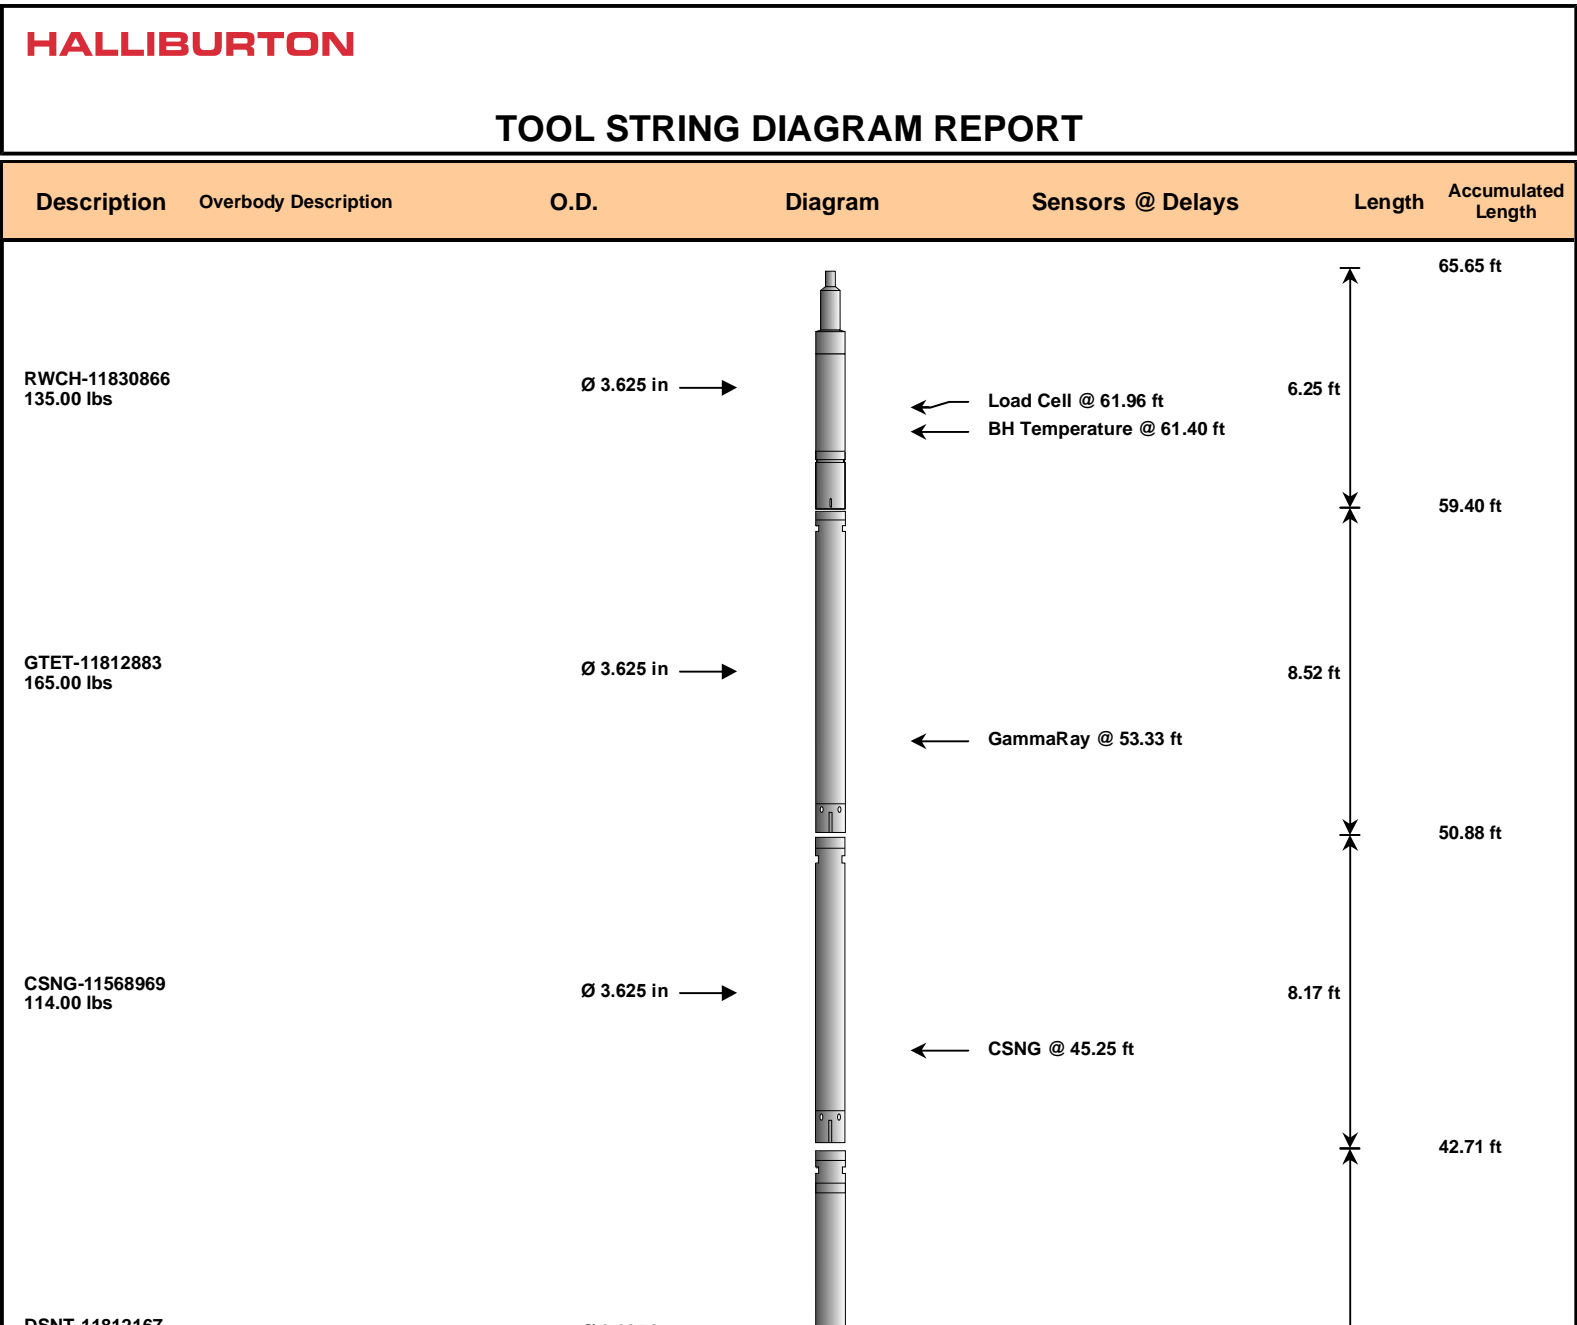 HALLIBURTON
TOOL STRING DIAGRAM REPORT
Description Overbody Description O.D. Diagram Sensors @ Delays Length Accumulated Length
65.65 ft
RWCH-11830866
135.00 lbs
Ø 3.625 in
Load Cell @ 61.96 ft
BH Temperature @ 61.40 ft
6.25 ft
59.40 ft
GTET-11812883
165.00 lbs
Ø 3.625 in
8.52 ft
GammaRay @ 53.33 ft
50.88 ft
CSNG-11568969
114.00 lbs
Ø 3.625 in
8.17 ft
CSNG @ 45.25 ft
42.71 ft